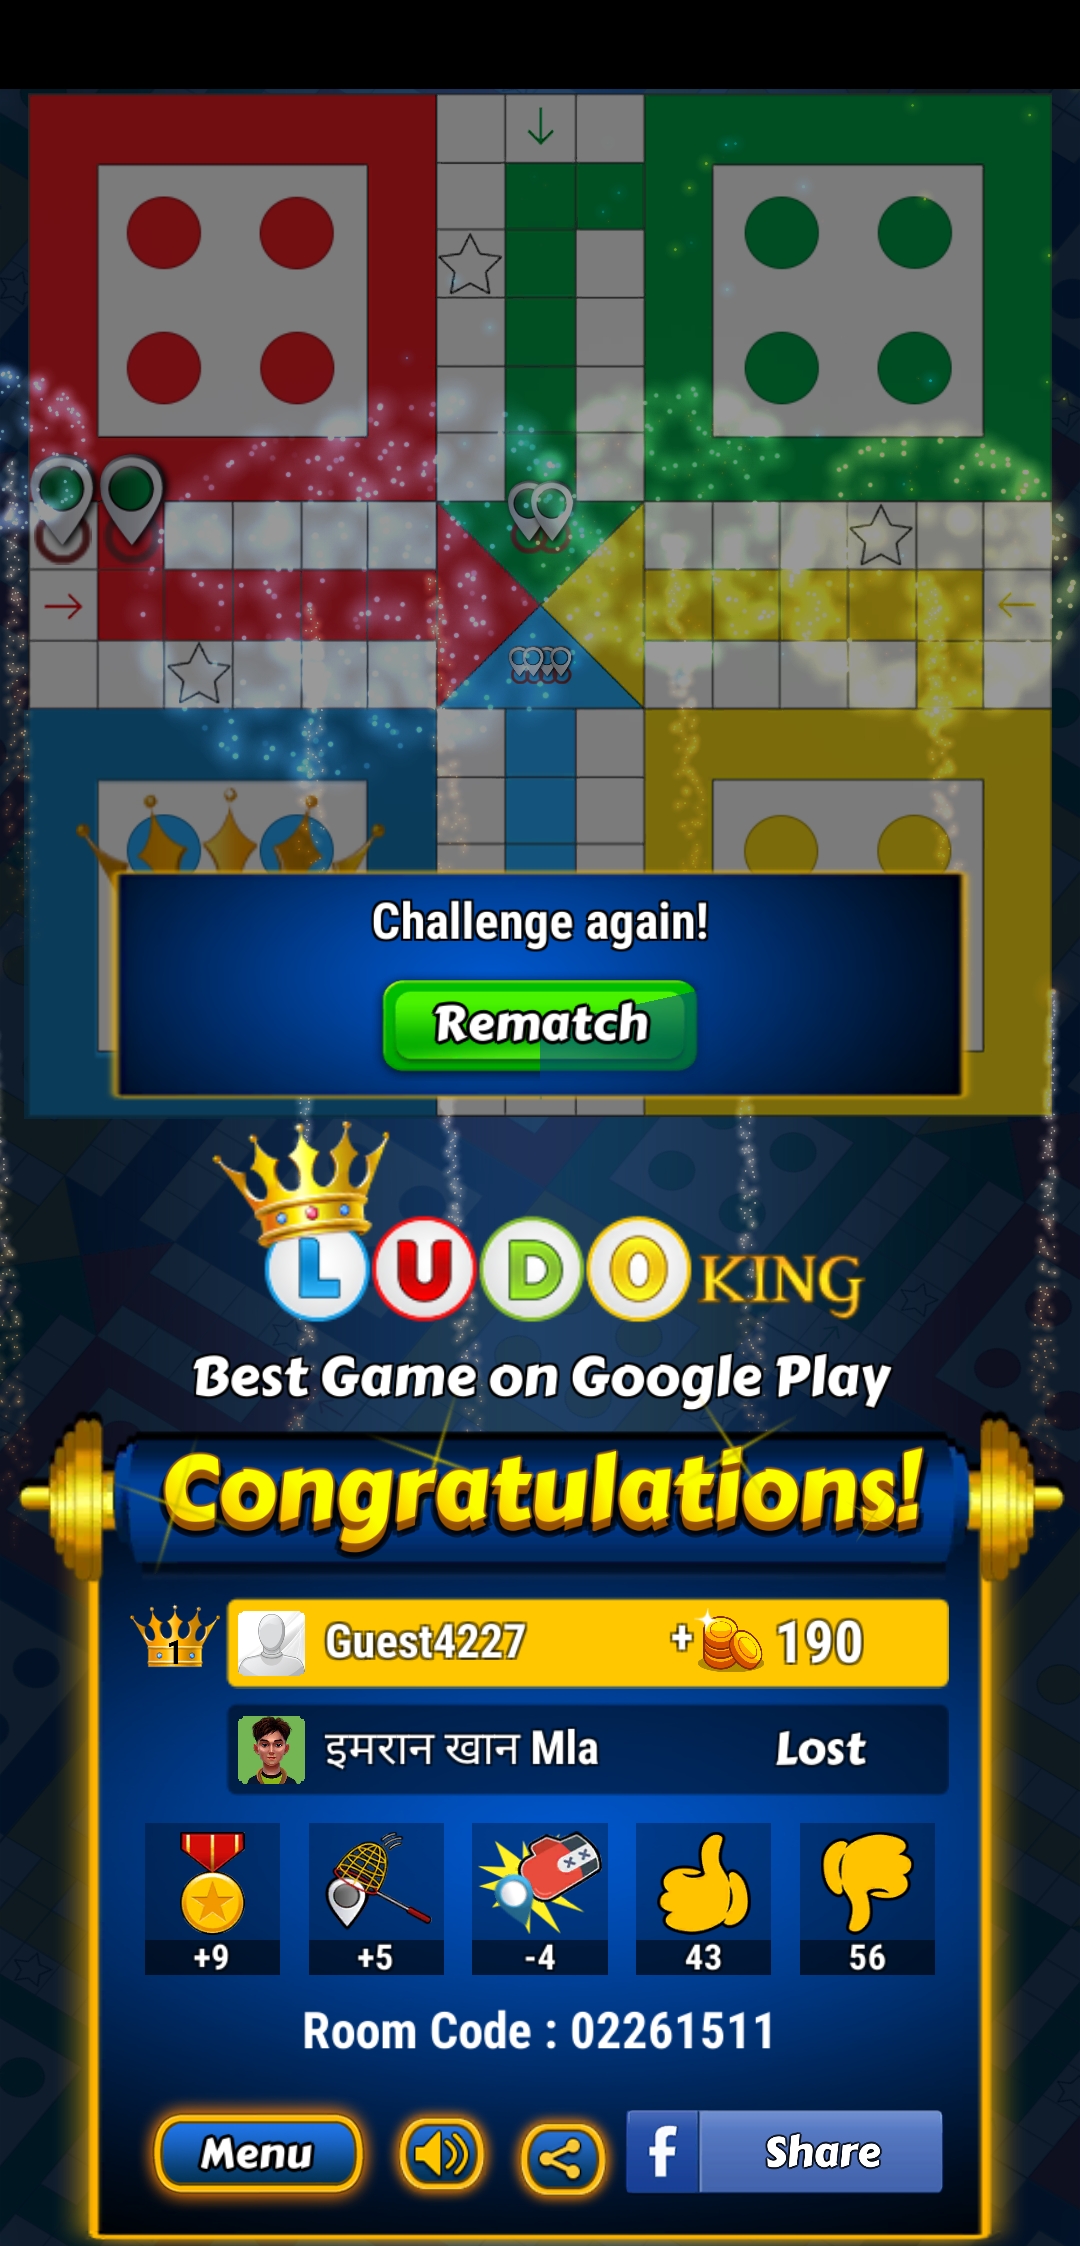 Challenge again!
Rematch
LUDO KING
Best Game on Google Play
Congratulations!
1 Guest4227 + 190
इमरान खान Mla Lost
+9 +5 -4 43 56
Room Code : 02261511
Menu f Share